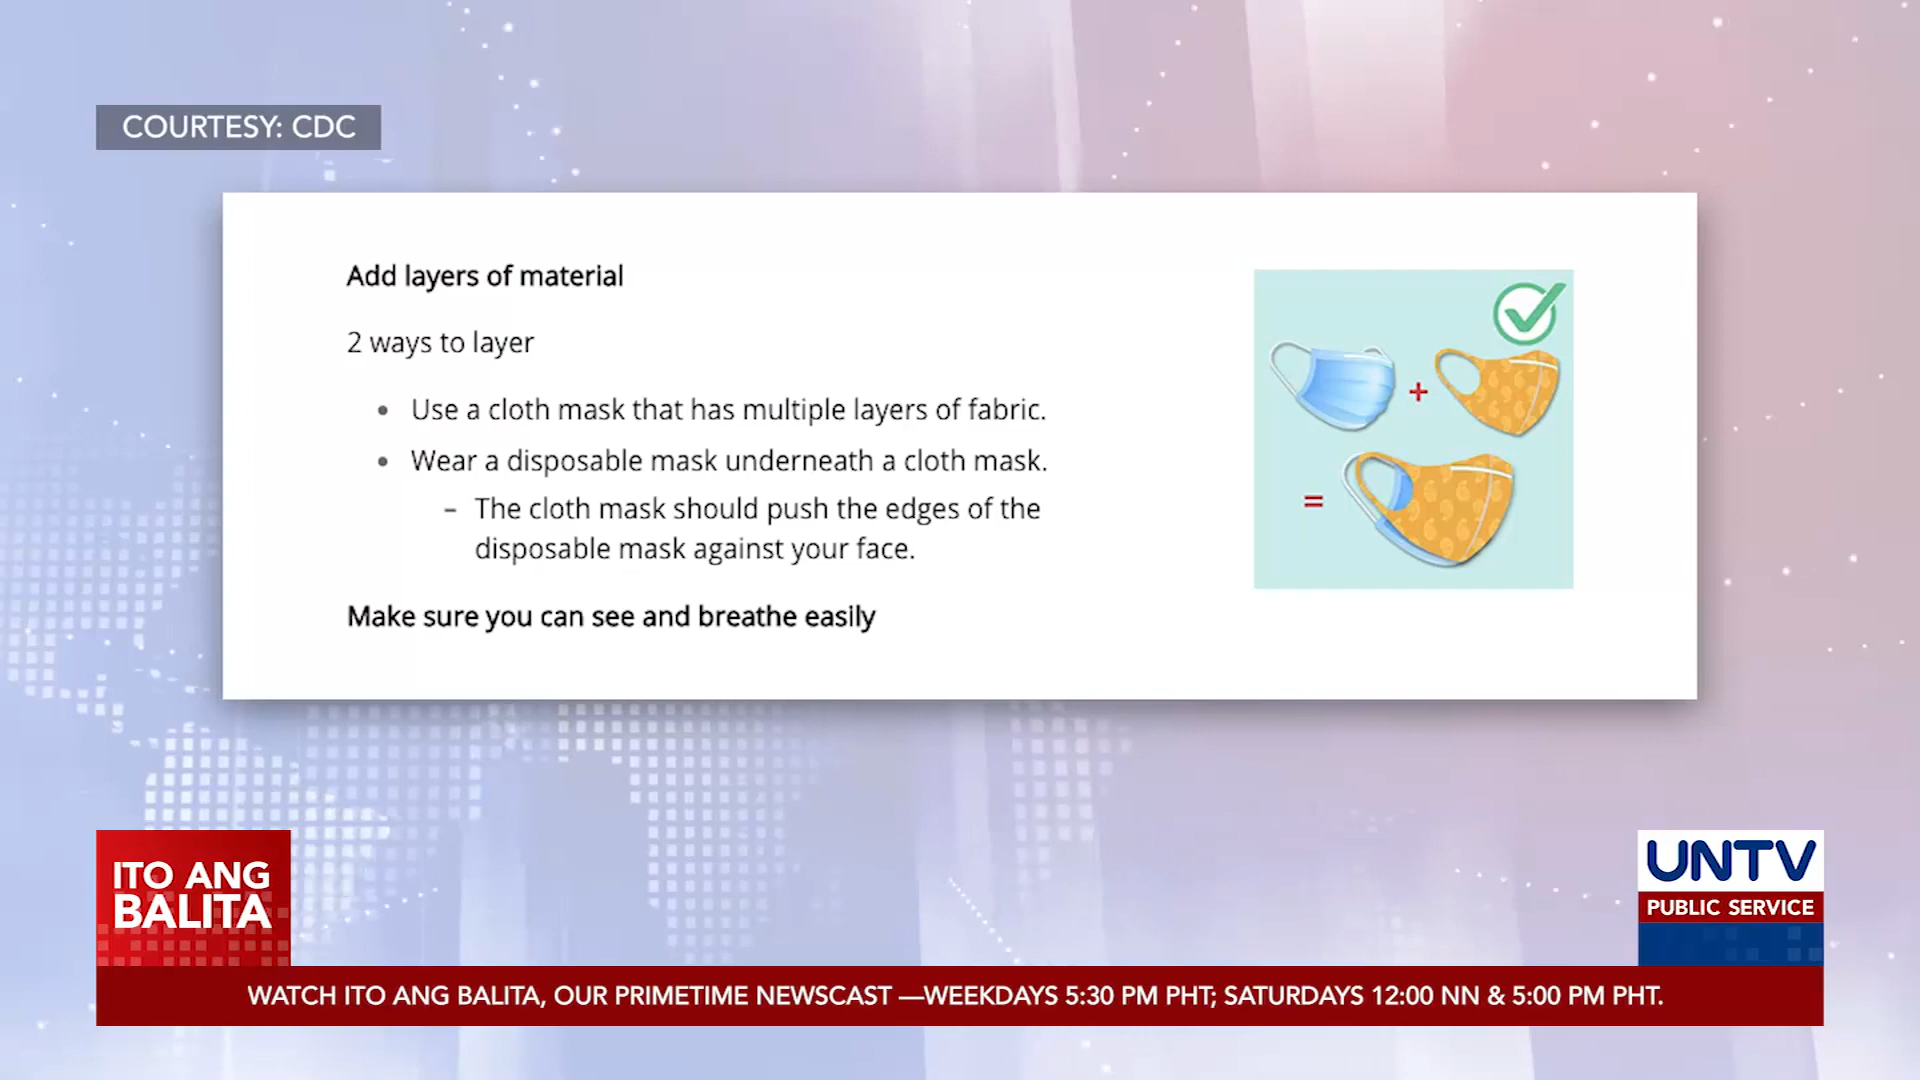 COURTESY: CDC
Add layers of material
2 ways to layer
• Use a cloth mask that has multiple layers of fabric.
• Wear a disposable mask underneath a cloth mask.
– The cloth mask should push the edges of the
disposable mask against your face.
Make sure you can see and breathe easily
+
=
ITO ANG
BALITA
UNTV
PUBLIC SERVICE
WATCH ITO ANG BALITA, OUR PRIMETIME NEWSCAST —WEEKDAYS 5:30 PM PHT; SATURDAYS 12:00 NN & 5:00 PM PHT.